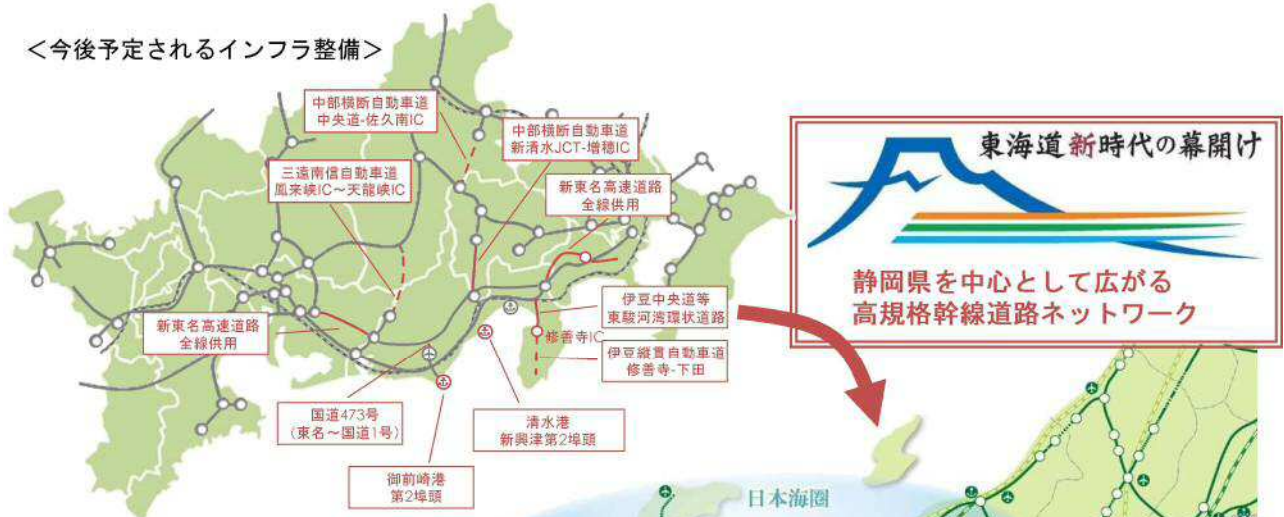 <今後予定されるインフラ整備>
中部横断自動車道
中央道-佐久南IC
中部横断自動車道
新清水JCT-増穂IC
三遠南信自動車道
鳳来峡IC～天龍峡IC
新東名高速道路
全線供用
東海道新時代の幕開け
静岡県を中心として広がる
高規格幹線道路ネットワーク
伊豆中央道等
東駿河湾環状道路
新東名高速道路
全線供用
修善寺IC
伊豆縦貫自動車道
修善寺-下田
国道473号
(東名～国道1号)
清水港
新興津第2埠頭
御前崎港
第2埠頭
日本海圏